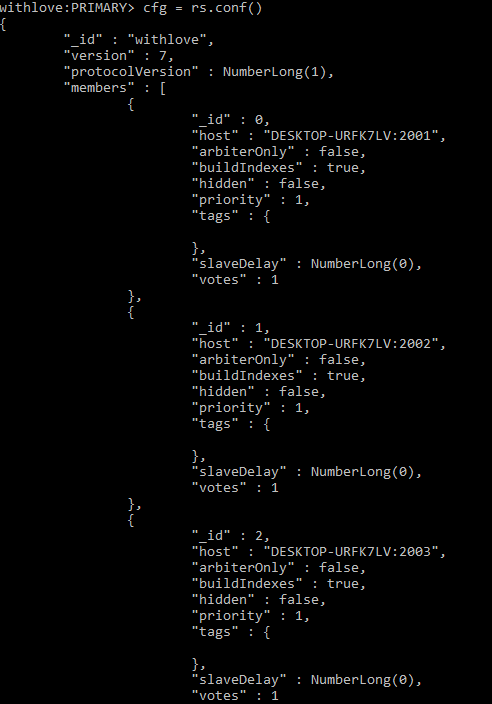 withlove:PRIMARY> cfg = rs.conf()
{
        "_id" : "withlove",
        "version" : 7,
        "protocolVersion" : NumberLong(1),
        "members" : [
                {
                        "_id" : 0,
                        "host" : "DESKTOP-URFK7LV:2001",
                        "arbiterOnly" : false,
                        "buildIndexes" : true,
                        "hidden" : false,
                        "priority" : 1,
                        "tags" : {

                        },
                        "slaveDelay" : NumberLong(0),
                        "votes" : 1
                },
                {
                        "_id" : 1,
                        "host" : "DESKTOP-URFK7LV:2002",
                        "arbiterOnly" : false,
                        "buildIndexes" : true,
                        "hidden" : false,
                        "priority" : 1,
                        "tags" : {

                        },
                        "slaveDelay" : NumberLong(0),
                        "votes" : 1
                },
                {
                        "_id" : 2,
                        "host" : "DESKTOP-URFK7LV:2003",
                        "arbiterOnly" : false,
                        "buildIndexes" : true,
                        "hidden" : false,
                        "priority" : 1,
                        "tags" : {

                        },
                        "slaveDelay" : NumberLong(0),
                        "votes" : 1